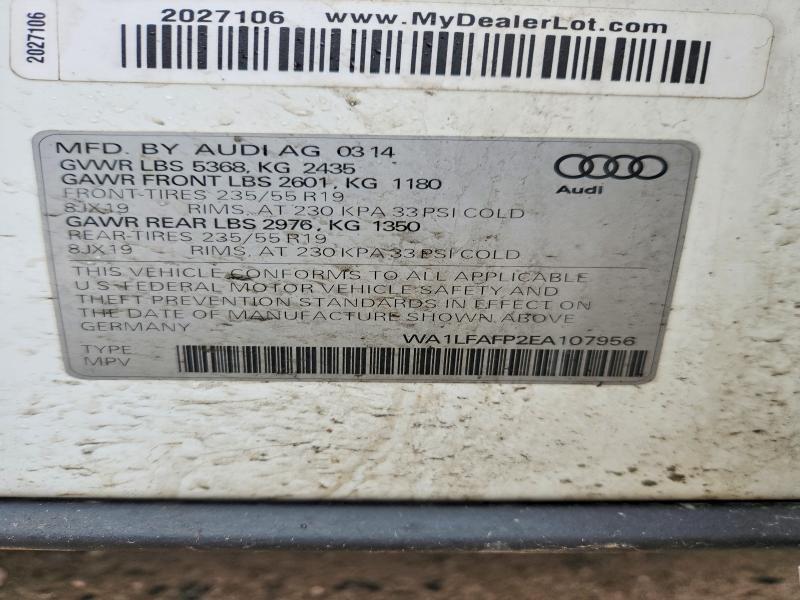 2027106
2027106 www.MyDealerLot.com
MFD. BY AUDI AG 03 14
GVWR LBS 5368, KG 2435
GAWR FRONT LBS 2601, KG 1180
FRONT-TIRES 235/55 R19
8JX19 RIMS, AT 230 KPA 33 PSI COLD
GAWR REAR LBS 2976, KG 1350
REAR-TIRES 235/55 R19
8JX19 RIMS, AT 230 KPA 33 PSI COLD
Audi
THIS VEHICLE CONFORMS TO ALL APPLICABLE
U.S. FEDERAL MOTOR VEHICLE SAFETY AND
THEFT PREVENTION STANDARDS IN EFFECT ON
THE DATE OF MANUFACTURE SHOWN ABOVE.
GERMANY WA1LFAFP2EA107956
TYPE
MPV